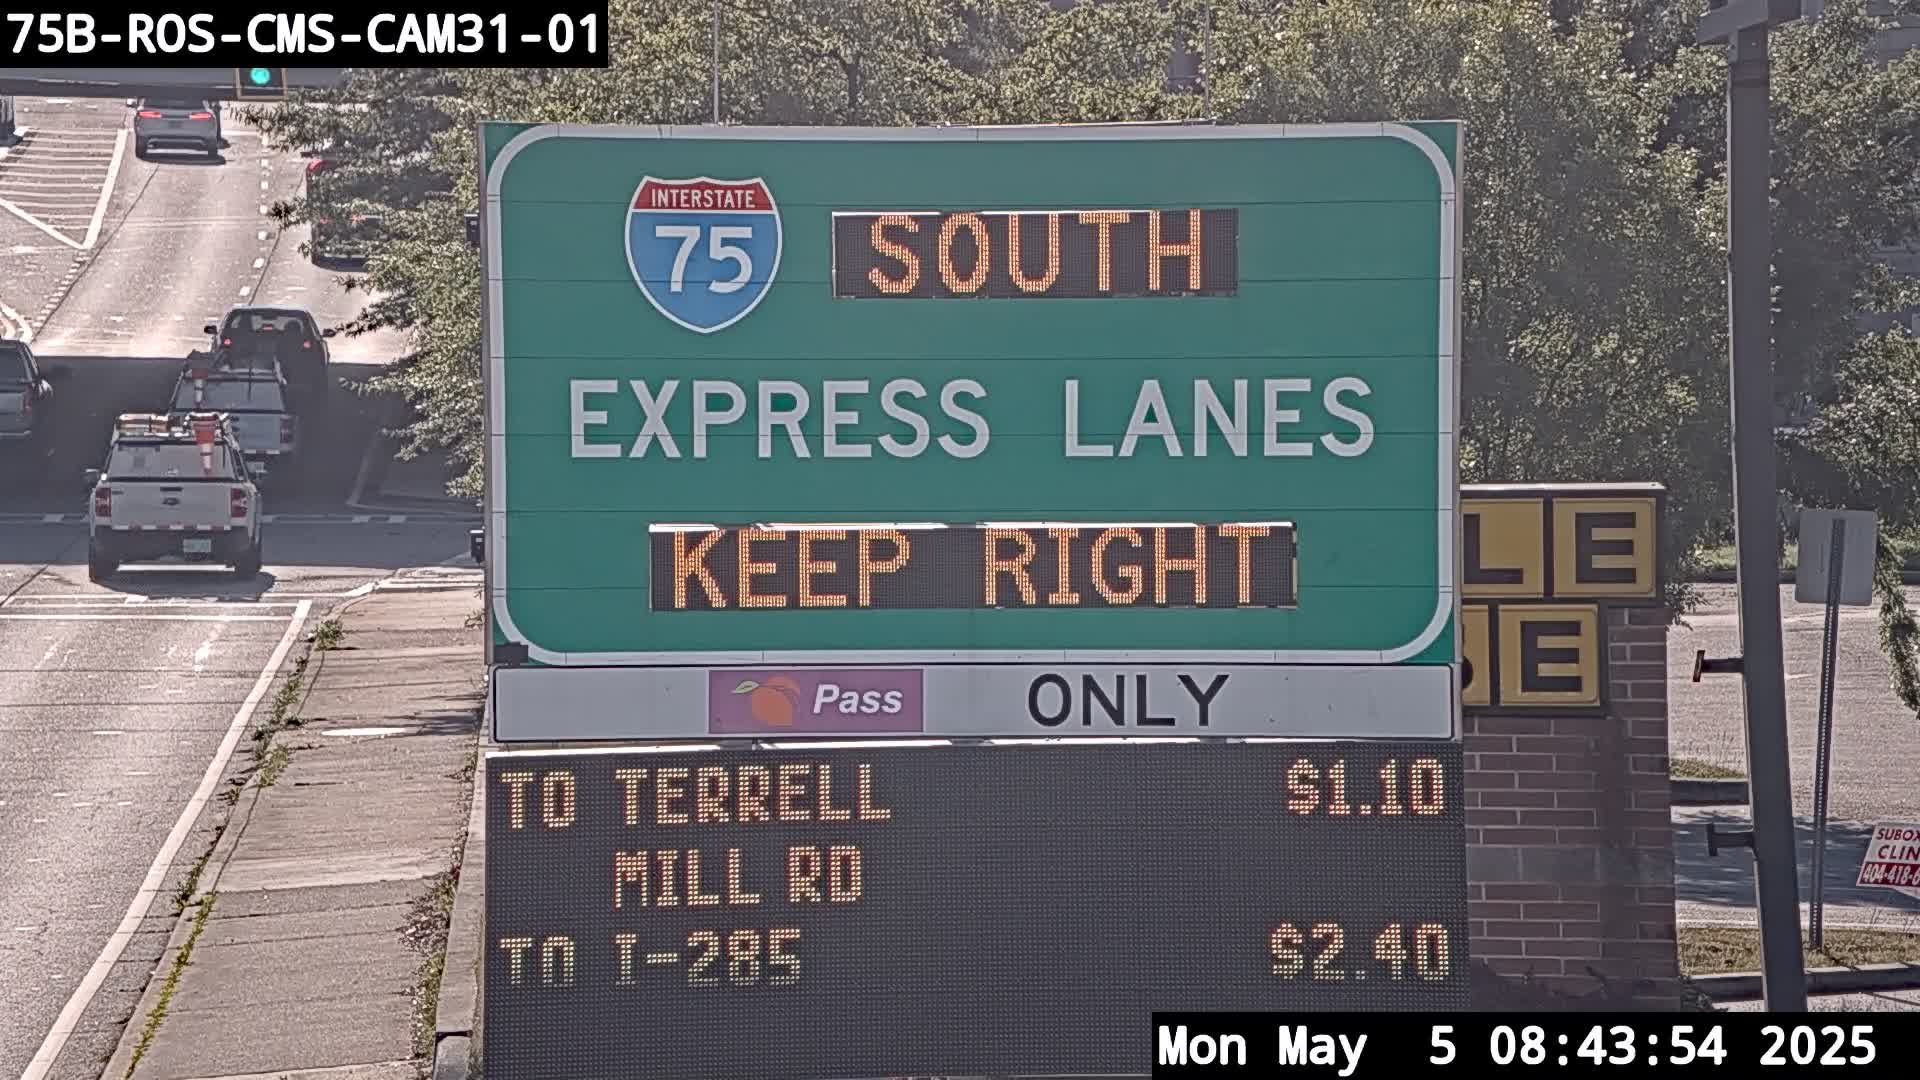 75B-ROS-CMS-CAM31-01
INTERSTATE
75
SOUTH
EXPRESS LANES
KEEP RIGHT
Pass ONLY
TO TERRELL $1.10
MILL RD
TO I-285 $2.40
CLIN
Mon May 5 08:43:54 2025